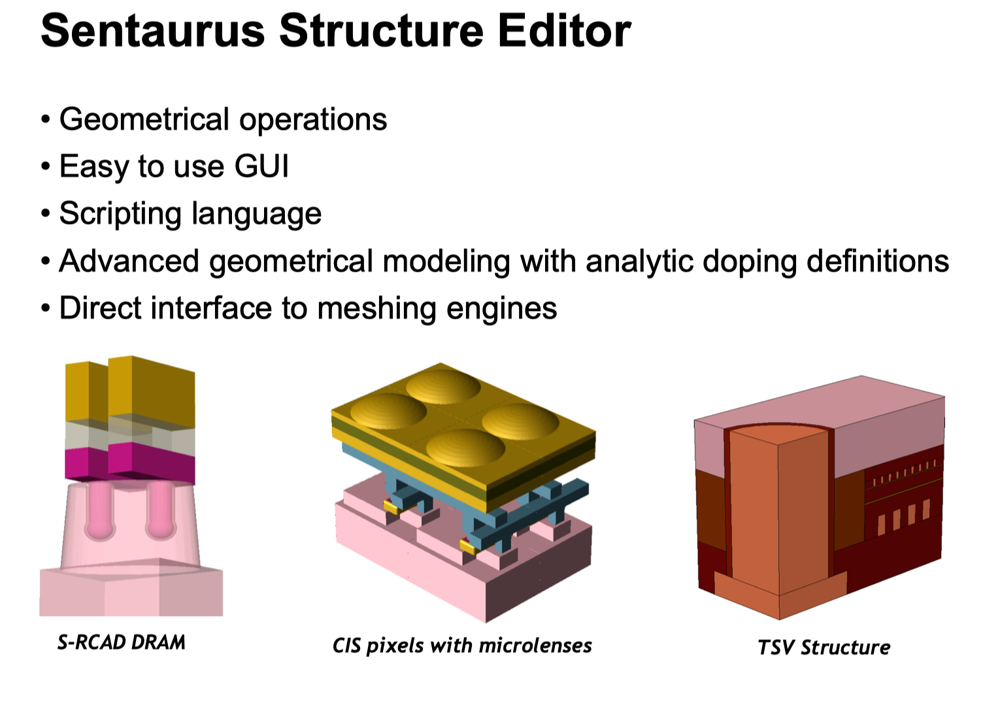 Sentaurus Structure Editor
• Geometrical operations
• Easy to use GUI
• Scripting language
• Advanced geometrical modeling with analytic doping definitions
• Direct interface to meshing engines
S-RCAD DRAM
CIS pixels with microlenses
TSV Structure